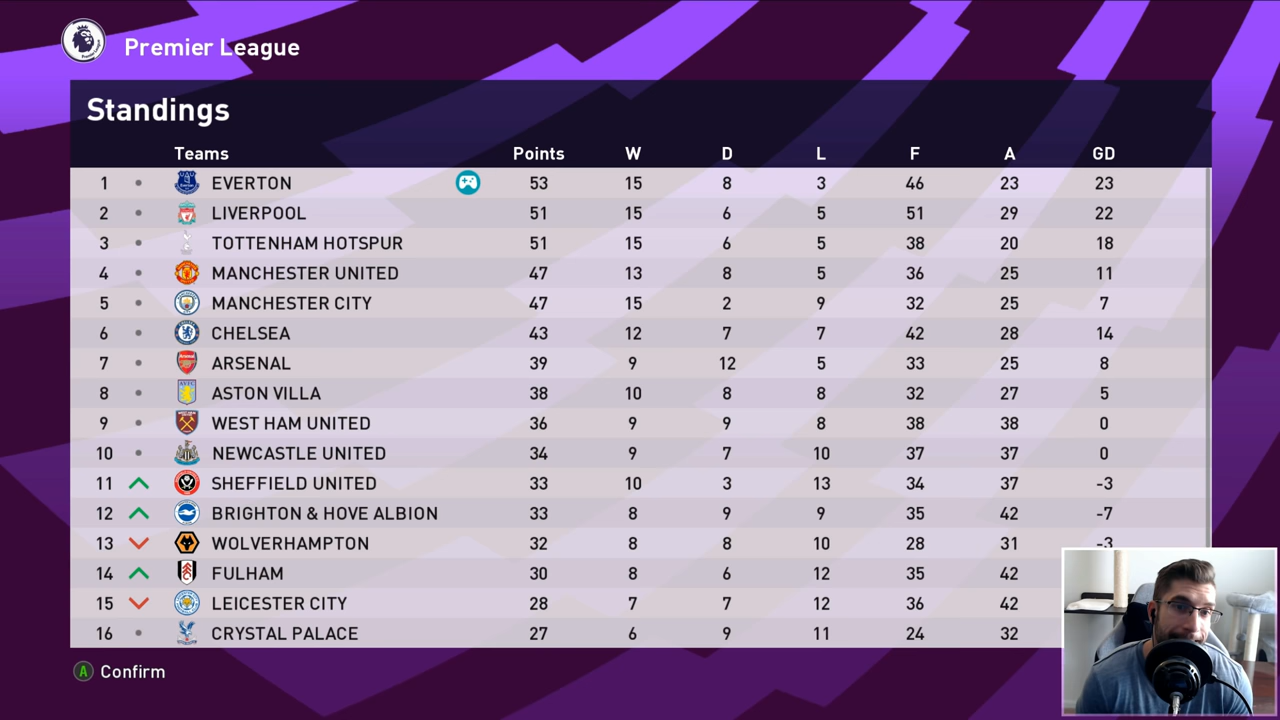 Premier League
Standings
Teams Points W D L F A GD
1 EVERTON 53 15 8 3 46 23 23
2 LIVERPOOL 51 15 6 5 51 29 22
3 TOTTENHAM HOTSPUR 51 15 6 5 38 20 18
4 MANCHESTER UNITED 47 13 8 5 36 25 11
5 MANCHESTER CITY 47 15 2 9 32 25 7
6 CHELSEA 43 12 7 7 42 28 14
7 ARSENAL 39 9 12 5 33 25 8
8 ASTON VILLA 38 10 8 8 32 27 5
9 WEST HAM UNITED 36 9 9 8 38 38 0
10 NEWCASTLE UNITED 34 9 7 10 37 37 0
11 SHEFFIELD UNITED 33 10 3 13 34 37 -3
12 BRIGHTON & HOVE ALBION 33 8 9 9 35 42 -7
13 WOLVERHAMPTON 32 8 8 10 28 31 -3
14 FULHAM 30 8 6 12 35 42
15 LEICESTER CITY 28 7 7 12 36 42
16 CRYSTAL PALACE 27 6 9 11 24 32
A Confirm